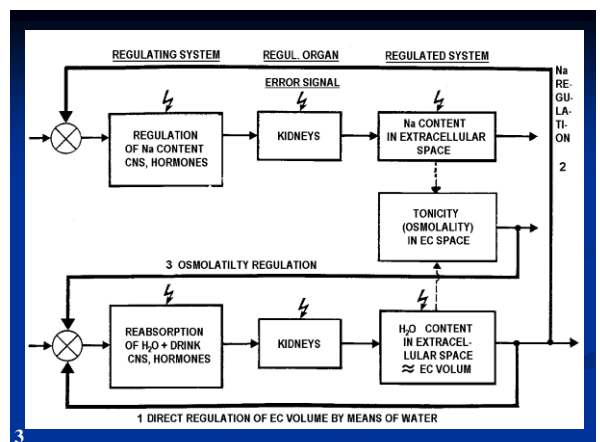 REGULATING SYSTEM
REGUL. ORGAN
REGULATED SYSTEM
ERROR SIGNAL
Na
RE-
GU-
LA-
TI-
ON
2
REGULATION
OF Na CONTENT
CNS, HORMONES
KIDNEYS
Na CONTENT
IN EXTRACELLULAR
SPACE
TONICITY
(OSMOLALITY)
IN EC SPACE
3 OSMOLATILTY REGULATION
REABSORPTION
OF H₂O + DRINK
CNS, HORMONES
KIDNEYS
H₂O CONTENT
IN EXTRACEL-
LULAR SPACE
≈ EC VOLUM
1 DIRECT REGULATION OF EC VOLUME BY MEANS OF WATER
3